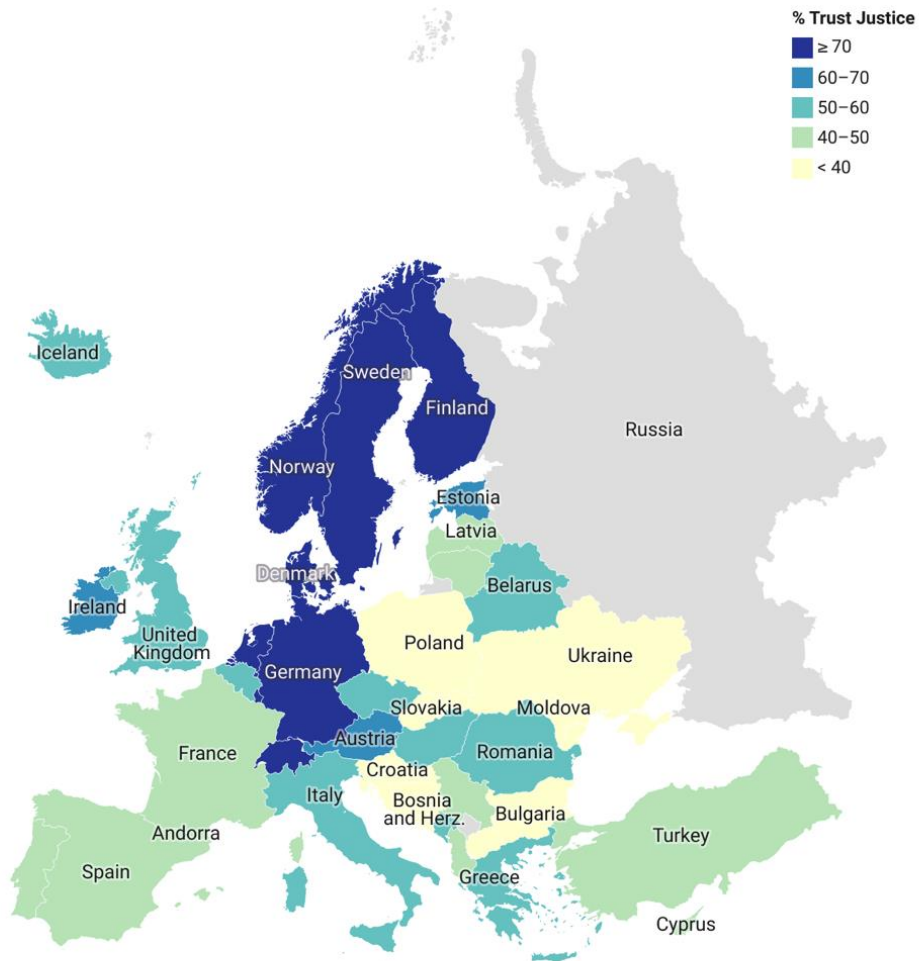 % Trust Justice
≥ 70
60–70
50–60
40–50
< 40
Iceland
Sweden
Finland
Russia
Norway
Estonia
Latvia
Denmark
Belarus
Ireland
United
Kingdom
Poland
Ukraine
Germany
Slovakia
Moldova
Austria
France
Romania
Croatia
Italy
Bosnia
and Herz.
Bulgaria
Andorra
Turkey
Spain
Greece
Cyprus